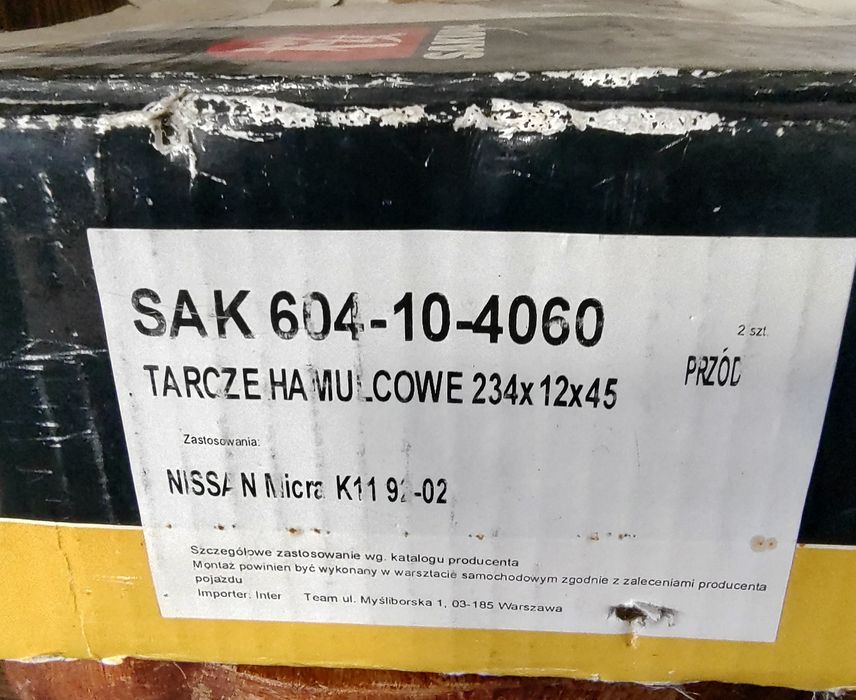 SAK 604-10-4060
2 szt.
TARCZE HAMULCOWE 234x12x45
PRZÓD
Zastosowania:
NISSAN Micra K11 92-02
Szczegółowe zastosowanie wg. katalogu producenta
Montaż powinien być wykonany w warsztacie samochodowym zgodnie z zaleceniami producenta
pojazdu
Importer: Inter Team ul. Myśliborska 1, 03-185 Warszawa